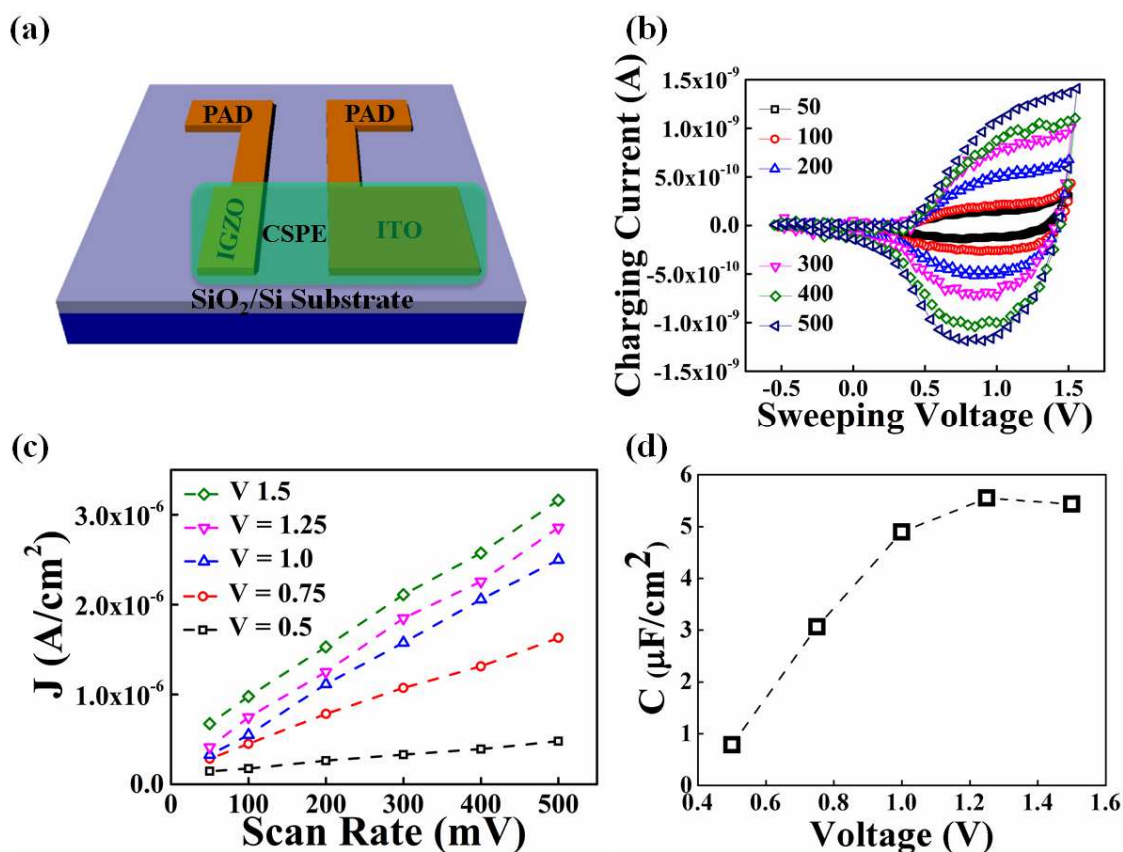 (a)
PAD
PAD
IGZO
CSPE
ITO
SiO₂/Si Substrate
(b)
Charging Current (A)
1.5x10⁻⁹
1.0x10⁻⁹
5.0x10⁻¹⁰
0.0
-5.0x10⁻¹⁰
-1.0x10⁻⁹
-1.5x10⁻⁹
50
100
200
300
400
500
-0.5 0.0 0.5 1.0 1.5
Sweeping Voltage (V)
(c)
J (A/cm²)
3.0x10⁻⁶
2.0x10⁻⁶
1.0x10⁻⁶
0.0
V 1.5
V = 1.25
V = 1.0
V = 0.75
V = 0.5
0 100 200 300 400 500
Scan Rate (mV)
(d)
C (μF/cm²)
6
5
4
3
2
1
0
0.4 0.6 0.8 1.0 1.2 1.4 1.6
Voltage (V)